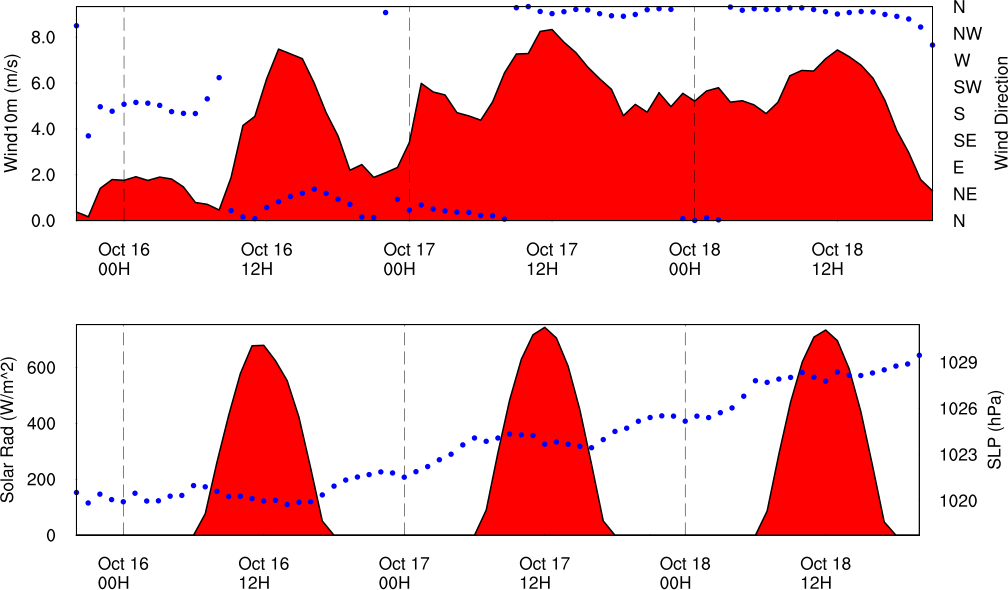 Wind10m (m/s)
8.0
6.0
4.0
2.0
0.0
N
NW
W
SW
S
SE
E
NE
N
Wind Direction
Oct 16 Oct 16 Oct 17 Oct 17 Oct 18 Oct 18
00H 12H 00H 12H 00H 12H
Solar Rad (W/m^2)
600
400
200
0
1029
1026
1023
1020
SLP (hPa)
Oct 16 Oct 16 Oct 17 Oct 17 Oct 18 Oct 18
00H 12H 00H 12H 00H 12H